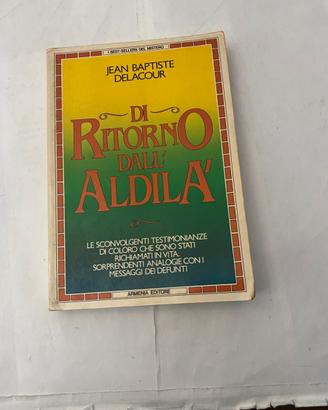 I BEST-SELLERS DEL MISTERO
JEAN BAPTISTE
DELACOUR
DI
RITORNO
DALL'
ALDILA'
LE SCONVOLGENTI TESTIMONIANZE
DI COLORO CHE SONO STATI
RICHIAMATI IN VITA.
SORPRENDENTI ANALOGIE CON I
MESSAGGI DEI DEFUNTI
ARMENIA EDITORE